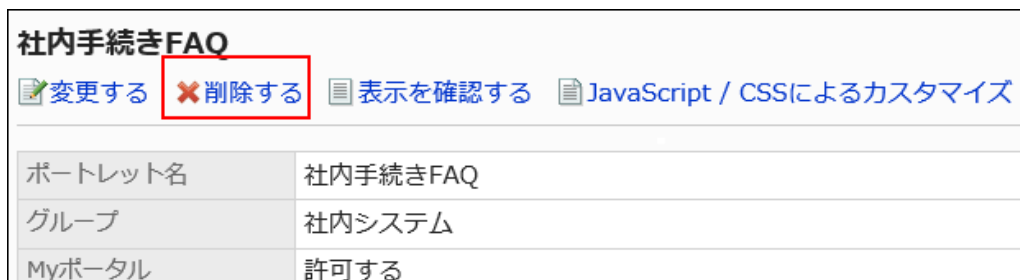 社内手続きFAQ
変更する 削除する 表示を確認する JavaScript / CSSによるカスタマイズ
ポートレット名 社内手続きFAQ
グループ 社内システム
Myポータル 許可する